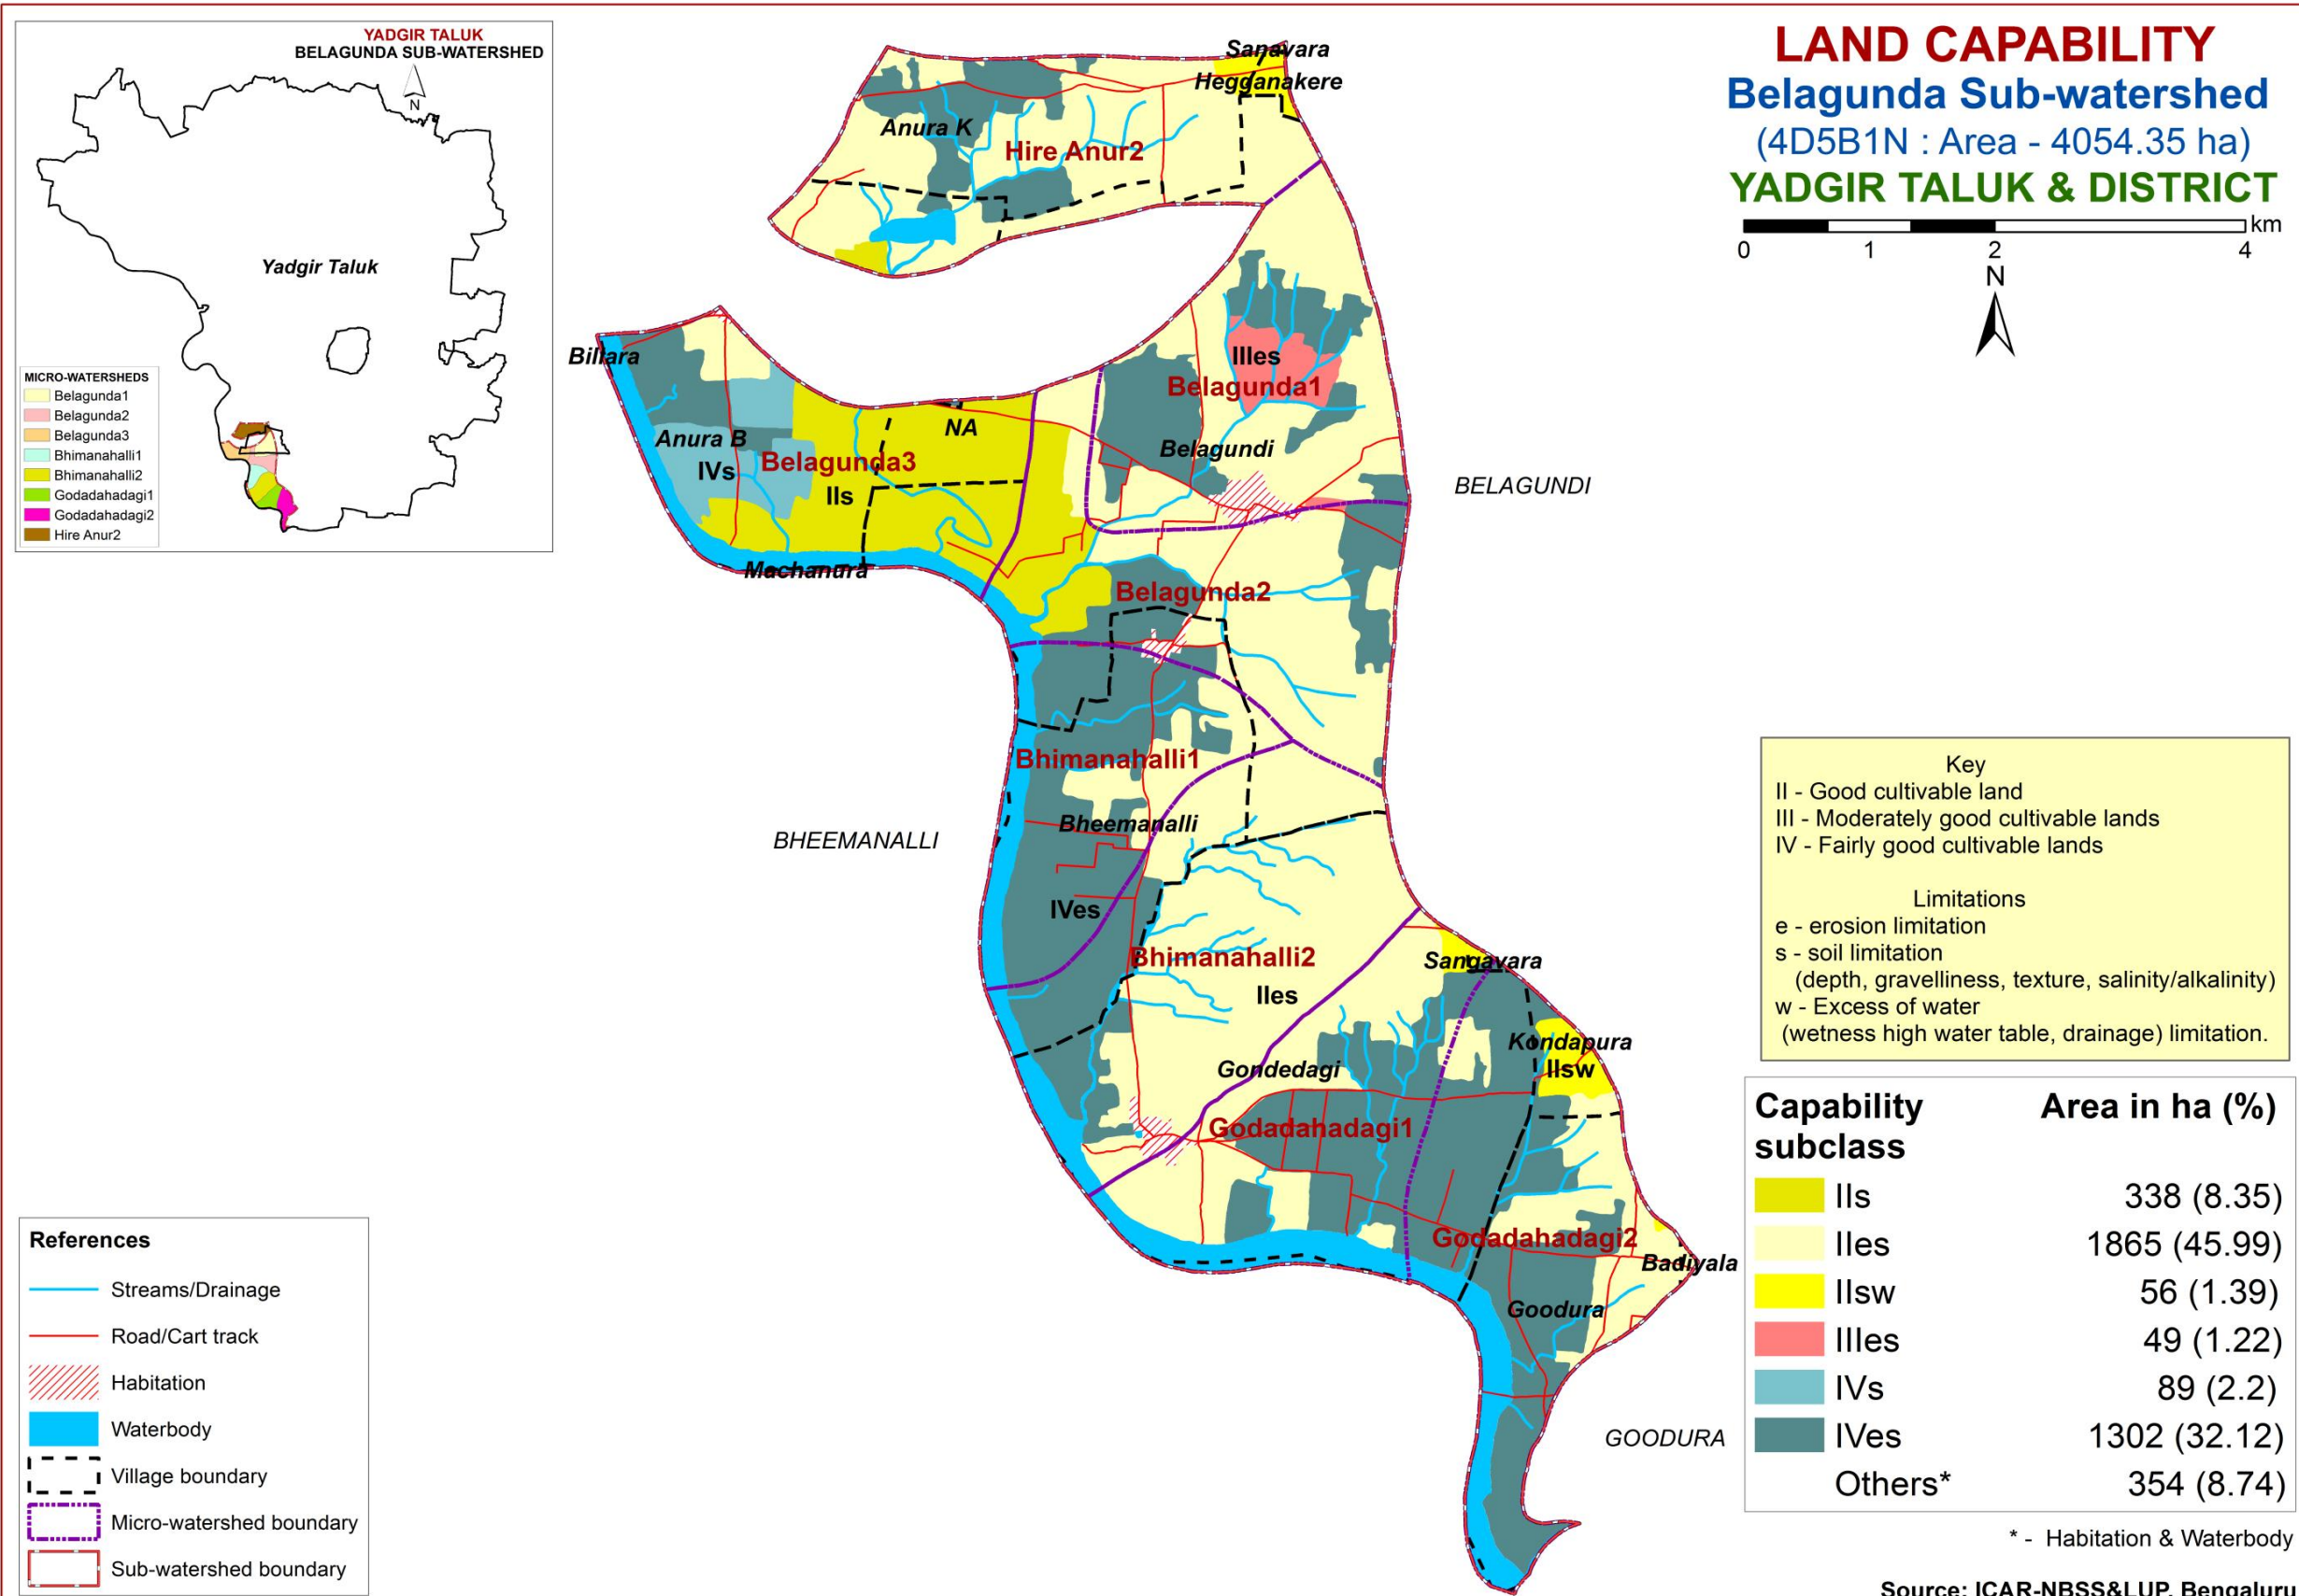 YADGIR TALUK
BELAGUNDA SUB-WATERSHED
N
Yadgir Taluk
MICRO-WATERSHEDS
Belagunda1
Belagunda2
Belagunda3
Bhimanahalli1
Bhimanahalli2
Godadahadagi1
Godadahadagi2
Hire Anur2
LAND CAPABILITY
Belagunda Sub-watershed
(4D5B1N : Area - 4054.35 ha)
YADGIR TALUK & DISTRICT
km
0 1 2 4
N
Sanavara
Hegganakere
Anura K
Hire Anur2
Billara
IIIes
Belagunda1
NA
Anura B
Belagundi
IVs
Belagunda3
IIs
BELAGUNDI
Machanura
Belagunda2
Bhimanahalli1
Bheemanalli
BHEEMANALLI
IVes
Bhimanahalli2
Sangavara
IIes
Kondapura
Gondedagi
IIsw
Godadahadagi1
Godadahadagi2
Badiyala
Goodura
GOODURA
Key
II - Good cultivable land
III - Moderately good cultivable lands
IV - Fairly good cultivable lands
Limitations
e - erosion limitation
s - soil limitation
(depth, gravelliness, texture, salinity/alkalinity)
w - Excess of water
(wetness high water table, drainage) limitation.
Capability subclass Area in ha (%)
IIs 338 (8.35)
IIes 1865 (45.99)
IIsw 56 (1.39)
IIIes 49 (1.22)
IVs 89 (2.2)
IVes 1302 (32.12)
Others* 354 (8.74)
* - Habitation & Waterbody
Source: ICAR-NBSS&LUP, Bengaluru
References
Streams/Drainage
Road/Cart track
Habitation
Waterbody
Village boundary
Micro-watershed boundary
Sub-watershed boundary